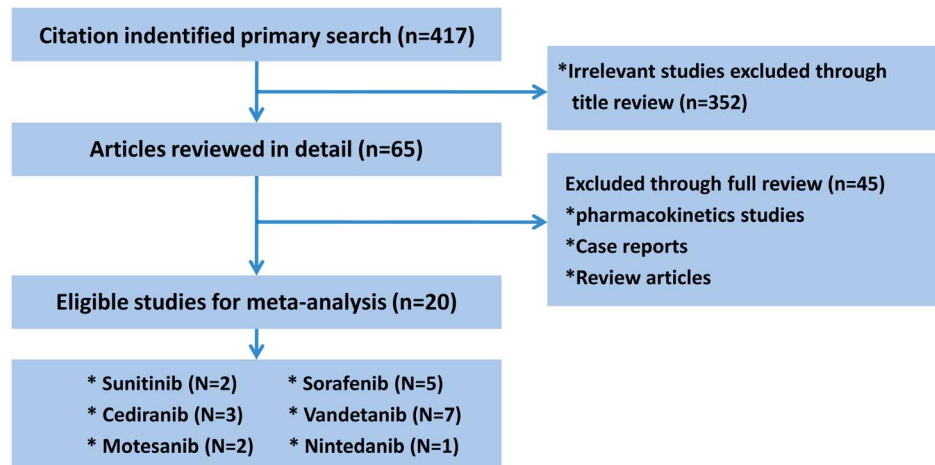 Citation indentified primary search (n=417)
*Irrelevant studies excluded through
title review (n=352)
Articles reviewed in detail (n=65)
Excluded through full review (n=45)
*pharmacokinetics studies
*Case reports
*Review articles
Eligible studies for meta-analysis (n=20)
* Sunitinib (N=2) * Sorafenib (N=5)
* Cediranib (N=3) * Vandetanib (N=7)
* Motesanib (N=2) * Nintedanib (N=1)